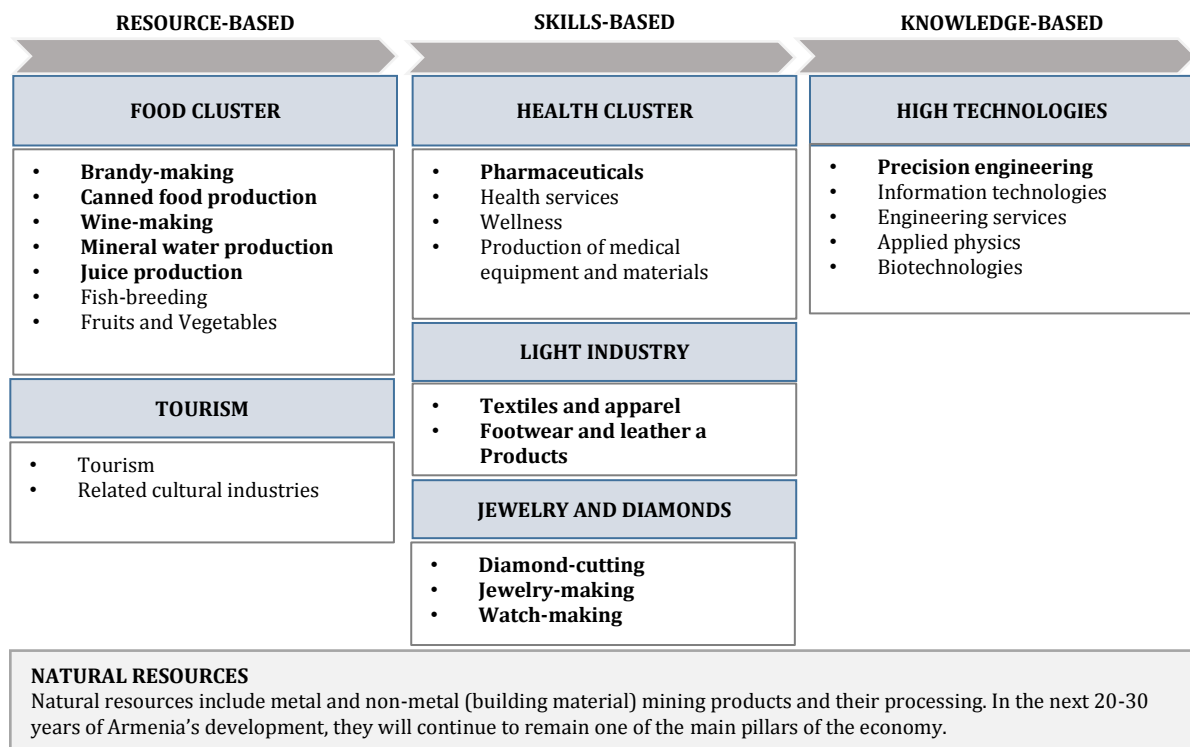 RESOURCE-BASED
SKILLS-BASED
KNOWLEDGE-BASED
FOOD CLUSTER
• Brandy-making
• Canned food production
• Wine-making
• Mineral water production
• Juice production
• Fish-breeding
• Fruits and Vegetables
TOURISM
• Tourism
• Related cultural industries
HEALTH CLUSTER
• Pharmaceuticals
• Health services
• Wellness
• Production of medical
equipment and materials
LIGHT INDUSTRY
• Textiles and apparel
• Footwear and leather a
Products
JEWELRY AND DIAMONDS
• Diamond-cutting
• Jewelry-making
• Watch-making
HIGH TECHNOLOGIES
• Precision engineering
• Information technologies
• Engineering services
• Applied physics
• Biotechnologies
NATURAL RESOURCES
Natural resources include metal and non-metal (building material) mining products and their processing. In the next 20-30
years of Armenia’s development, they will continue to remain one of the main pillars of the economy.